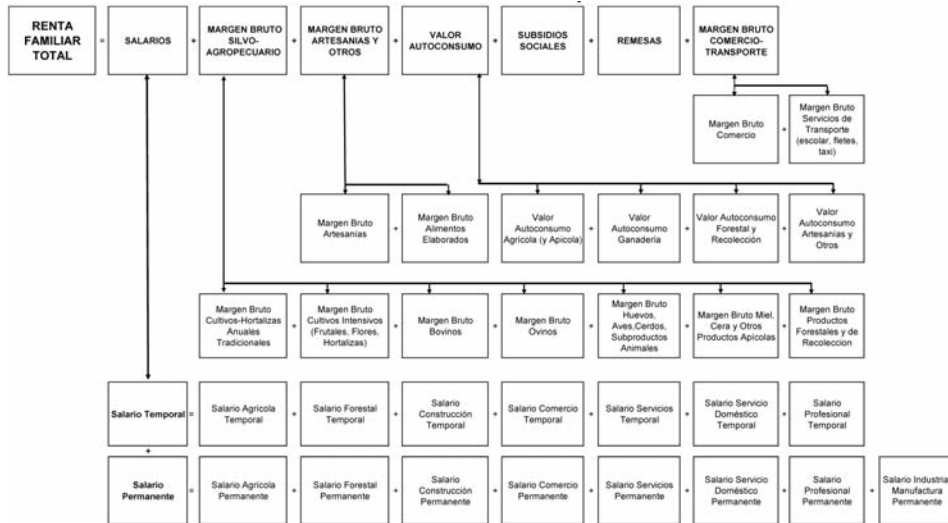 RENTA
FAMILIAR
TOTAL
=
SALARIOS
+
MARGEN BRUTO
SILVO-
AGROPECUARIO
+
MARGEN BRUTO
ARTESANIAS Y
OTROS
+
VALOR
AUTOCONSUMO
+
SUBSIDIOS
SOCIALES
+
REMESAS
+
MARGEN BRUTO
COMERCIO-
TRANSPORTE
Margen Bruto
Comercio
+
Margen Bruto
Servicios de
Transporte
(escolar, fletes,
taxi)
Margen Bruto
Artesanías
+
Margen Bruto
Alimentos
Elaborados
Valor
Autoconsumo
Agrícola (y Apicola)
+
Valor
Autoconsumo
Ganadería
+
Valor Autoconsumo
Forestal y
Recolección
+
Valor
Autoconsumo
Artesanías y
Otros
Margen Bruto
Cultivos-Hortalizas
Anuales
Tradicionales
+
Margen Bruto
Cultivos Intensivos
(Frutales, Flores,
Hortalizas)
+
Margen Bruto
Bovinos
+
Margen Bruto
Ovinos
+
Margen Bruto
Huevos,
Aves,Cerdos,
Subproductos
Animales
+
Margen Bruto Miel.
Cera y Otros
Productos Apicolas
+
Margen Bruto
Productos
Forestales y de
Recoleccion
Salario Temporal
=
Salario Agrícola
Temporal
+
Salario Forestal
Temporal
+
Salario
Construcción
Temporal
+
Salario Comercio
Temporal
+
Salario Servicios
Temporal
+
Salario Servicio
Doméstico
Temporal
+
Salario
Profesional
Temporal
+
Salario
Permanente
=
Salario Agrícola
Permanente
+
Salario Forestal
Permanente
+
Salario
Construcción
Permanente
+
Salario Comercio
Permanente
+
Salario Servicios
Permanente
+
Salario Servicio
Doméstico
Permanente
+
Salario
Profesional
Permanente
+
Salario Industria
Manufactura
Permanente